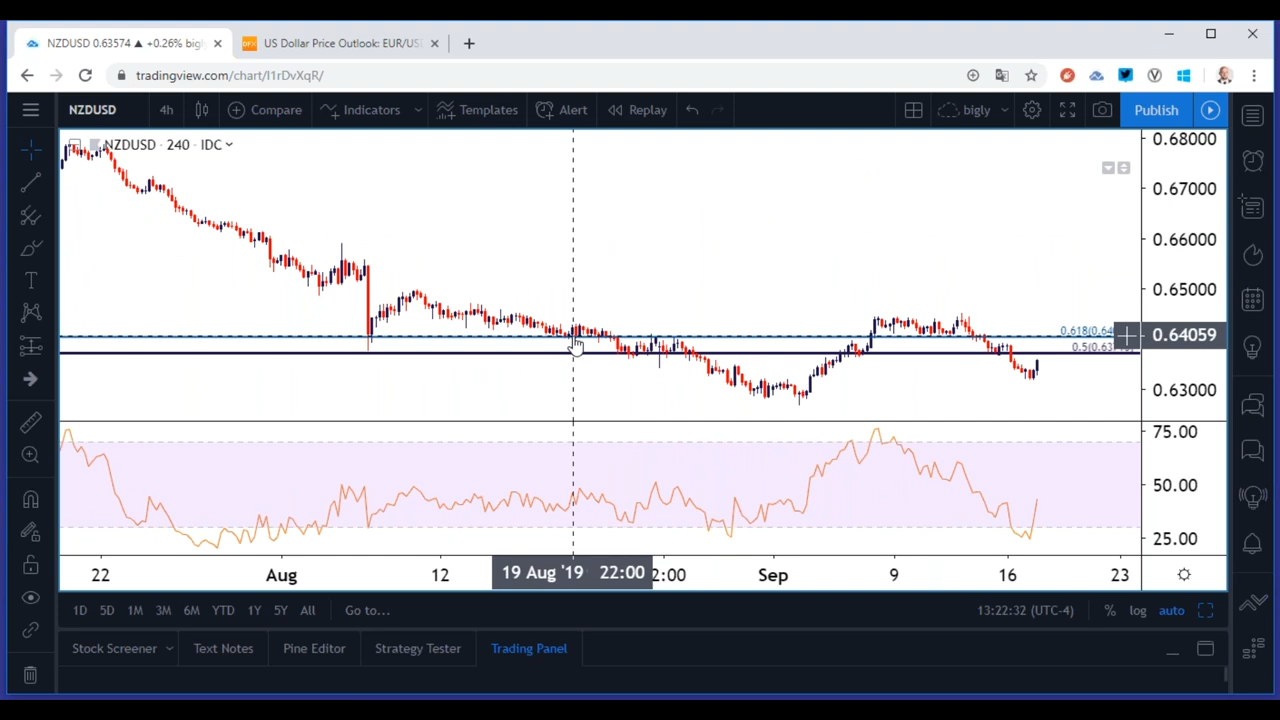 NZDUSD 0.63574 ▲ +0.26% bigly
US Dollar Price Outlook: EUR/USD
tradingview.com/chart/I1rDvXqR/
NZDUSD 4h Compare Indicators Templates Alert Replay bigly Publish
NZDUSD · 240 · IDC
0.68000
0.67000
0.66000
0.65000
0.618(0.64
0.64059
0.5(0.63
0.63000
75.00
50.00
25.00
22 Aug 12 19 Aug '19 22:00 2:00 Sep 9 16 23
1D 5D 1M 3M 6M YTD 1Y 5Y All Go to... 13:22:32 (UTC-4) % log auto
Stock Screener Text Notes Pine Editor Strategy Tester Trading Panel